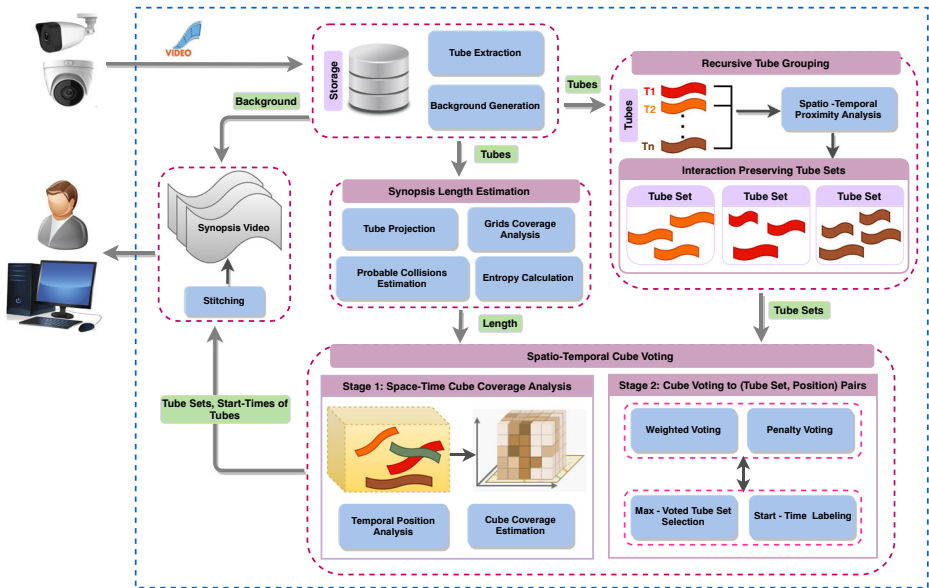 VIDEO
Storage
Tube Extraction
Background Generation
Background
Tubes
Tubes
Recursive Tube Grouping
Tubes
T1
T2
Tn
Spatio -Temporal
Proximity Analysis
Interaction Preserving Tube Sets
Tube Set
Tube Set
Tube Set
Synopsis Length Estimation
Tube Projection
Grids Coverage
Analysis
Probable Collisions
Estimation
Entropy Calculation
Synopsis Video
Stitching
Length
Tube Sets
Spatio-Temporal Cube Voting
Stage 1: Space-Time Cube Coverage Analysis
Temporal Position
Analysis
Cube Coverage
Estimation
Stage 2: Cube Voting to (Tube Set, Position) Pairs
Weighted Voting
Penalty Voting
Max - Voted Tube Set
Selection
Start - Time Labeling
Tube Sets, Start-Times of
Tubes